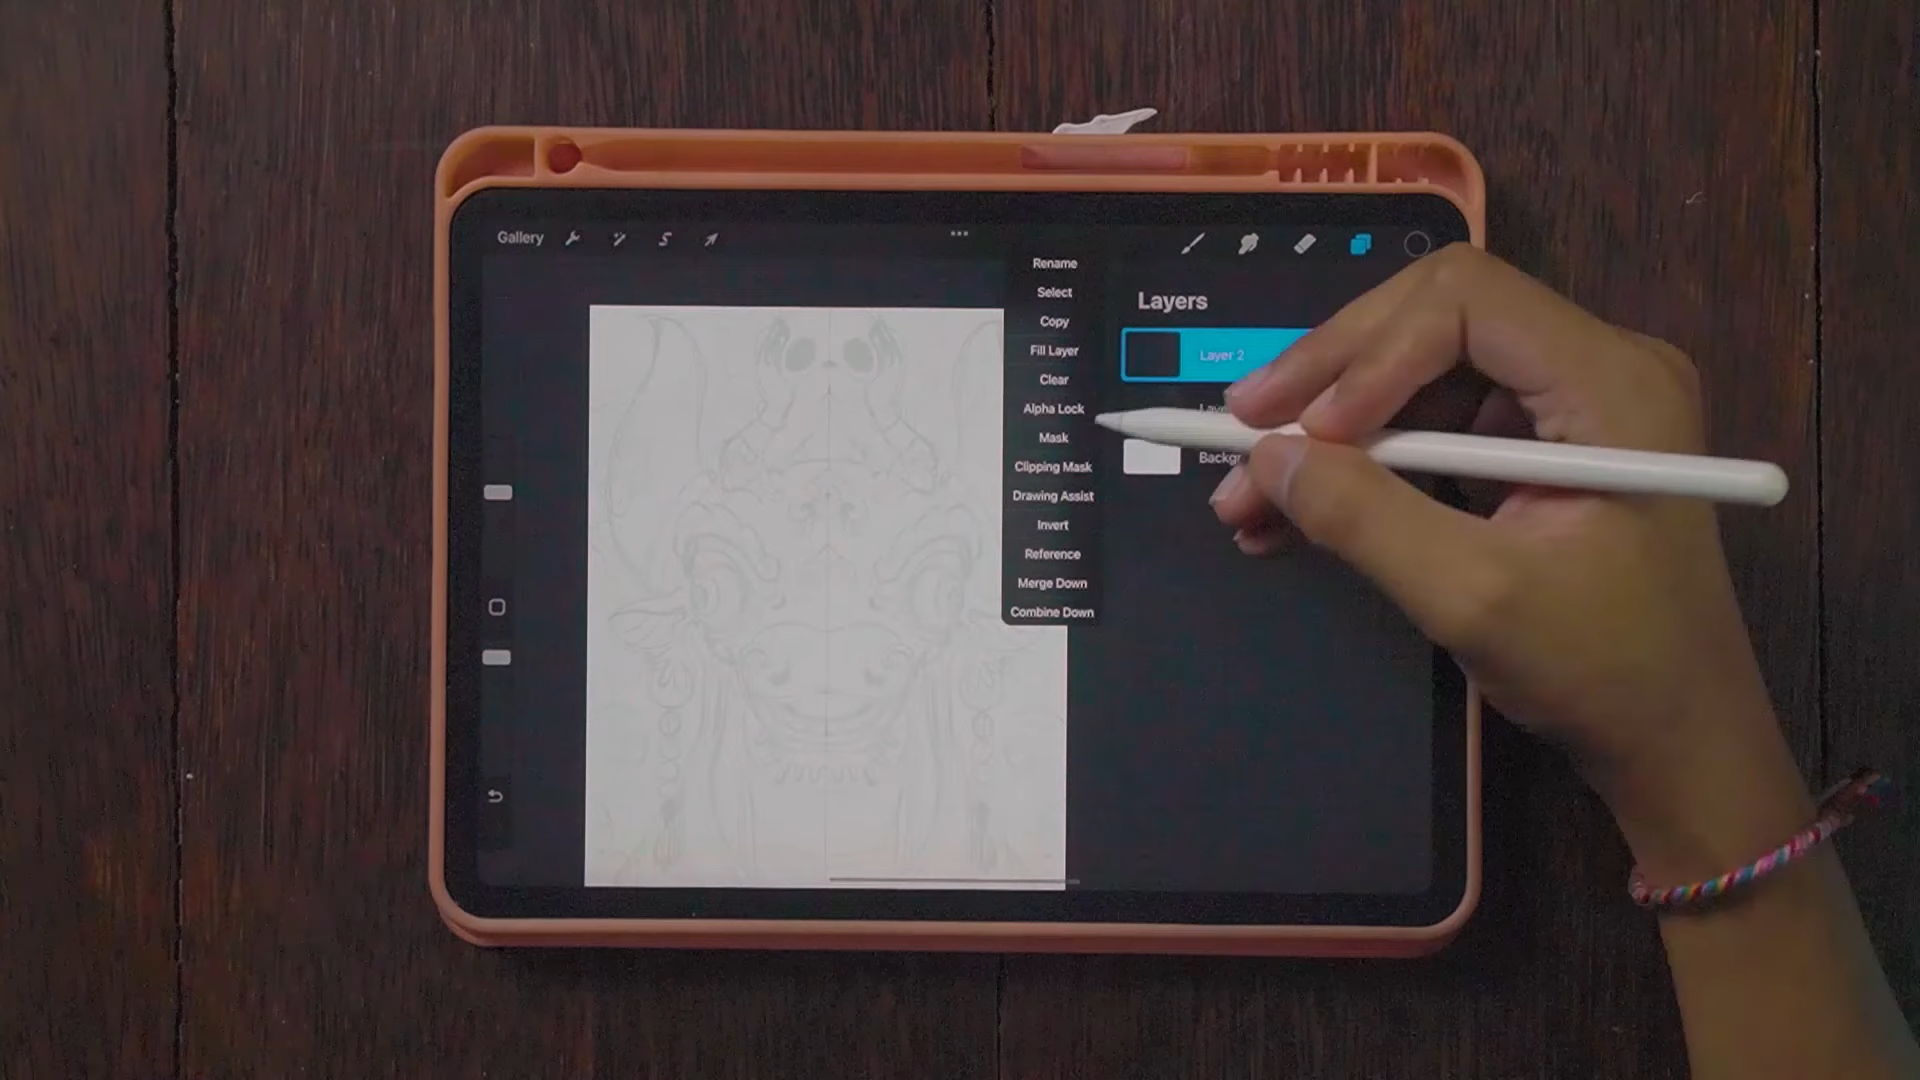 Gallery
Rename
Select
Copy
Fill Layer
Clear
Alpha Lock
Mask
Clipping Mask
Drawing Assist
Invert
Reference
Merge Down
Combine Down
Layers
Layer 2